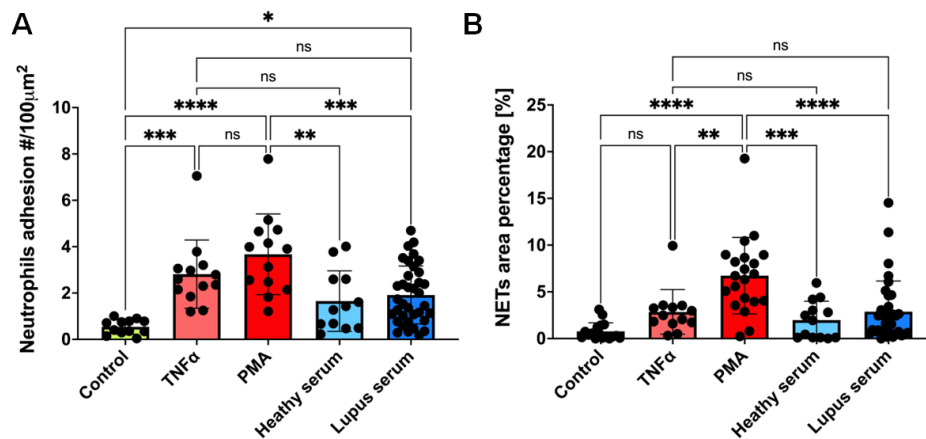 A
B
*
ns
ns
**** ***
*** ns **
Neutrophils adhesion #/100μm²
10
8
6
4
2
0
Control
TNFα
PMA
Heathy serum
Lupus serum
ns
ns
**** ****
ns ** ***
NETs area percentage [%]
25
20
15
10
5
0
Control
TNFα
PMA
Heathy serum
Lupus serum